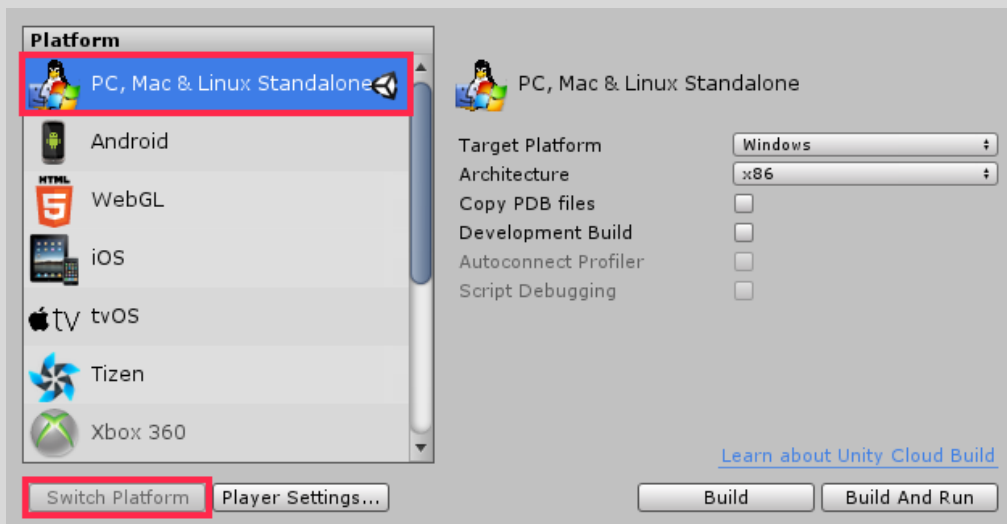 Platform
PC, Mac & Linux Standalone
Android
HTML
WebGL
iOS
tv tvOS
Tizen
Xbox 360
Switch Platform
Player Settings...
PC, Mac & Linux Standalone
Target Platform Windows
Architecture x86
Copy PDB files
Development Build
Autoconnect Profiler
Script Debugging
Learn about Unity Cloud Build
Build
Build And Run